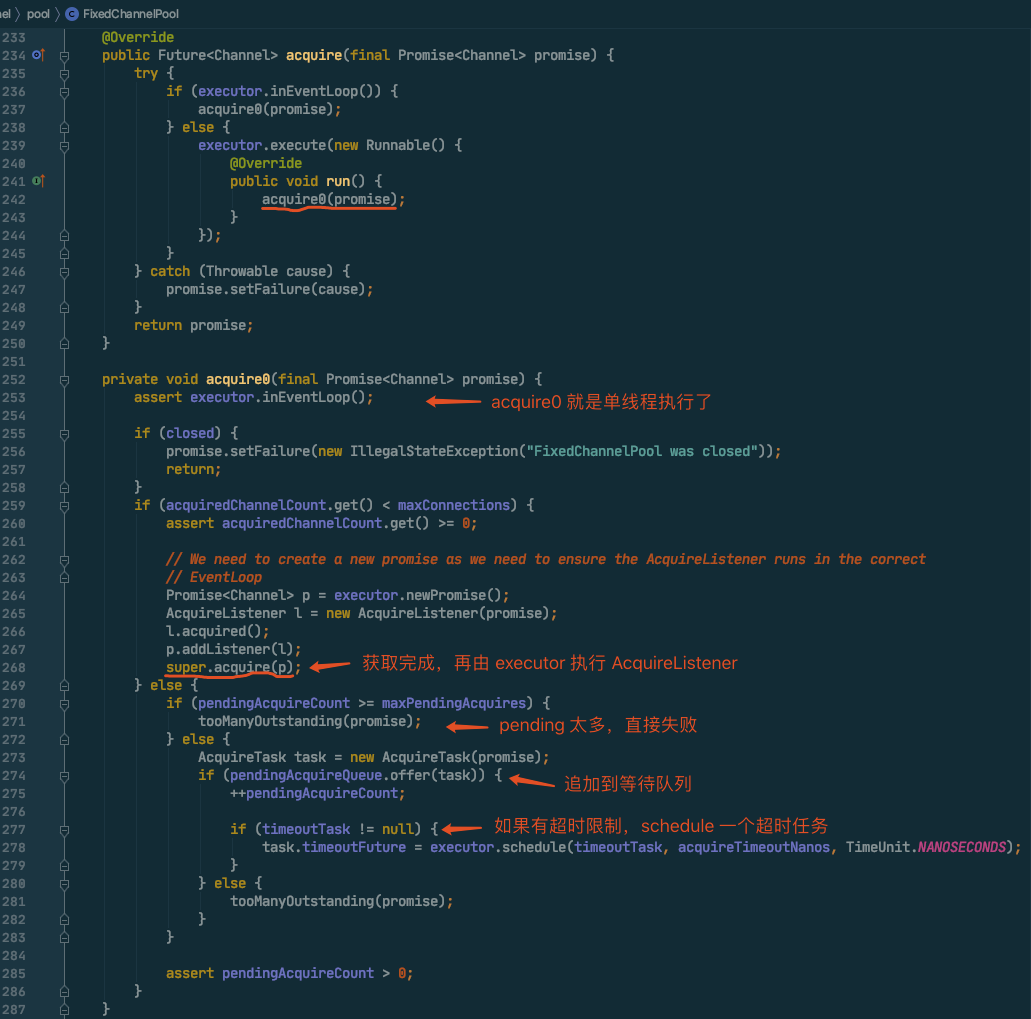 el > pool > C FixedChannelPool
233 @Override
234 public Future<Channel> acquire(final Promise<Channel> promise) {
235 try {
236 if (executor.inEventLoop()) {
237 acquire0(promise);
238 } else {
239 executor.execute(new Runnable() {
240 @Override
241 public void run() {
242 acquire0(promise);
243 }
244 });
245 }
246 } catch (Throwable cause) {
247 promise.setFailure(cause);
248 }
249 return promise;
250 }
251
252 private void acquire0(final Promise<Channel> promise) {
253 assert executor.inEventLoop(); acquire0 就是单线程执行了
254
255 if (closed) {
256 promise.setFailure(new IllegalStateException("FixedChannelPool was closed"));
257 return;
258 }
259 if (acquiredChannelCount.get() < maxConnections) {
260 assert acquiredChannelCount.get() >= 0;
261
262 // We need to create a new promise as we need to ensure the AcquireListener runs in the correct
263 // EventLoop
264 Promise<Channel> p = executor.newPromise();
265 AcquireListener l = new AcquireListener(promise);
266 l.acquired();
267 p.addListener(l);
268 super.acquire(p); 获取完成，再由 executor 执行 AcquireListener
269 } else {
270 if (pendingAcquireCount >= maxPendingAcquires) {
271 tooManyOutstanding(promise); pending 太多，直接失败
272 } else {
273 AcquireTask task = new AcquireTask(promise);
274 if (pendingAcquireQueue.offer(task)) { 追加到等待队列
275 ++pendingAcquireCount;
276
277 if (timeoutTask != null) { 如果有超时限制，schedule 一个超时任务
278 task.timeoutFuture = executor.schedule(timeoutTask, acquireTimeoutNanos, TimeUnit.NANOSECONDS);
279 }
280 } else {
281 tooManyOutstanding(promise);
282 }
283 }
284
285 assert pendingAcquireCount > 0;
286 }
287 }